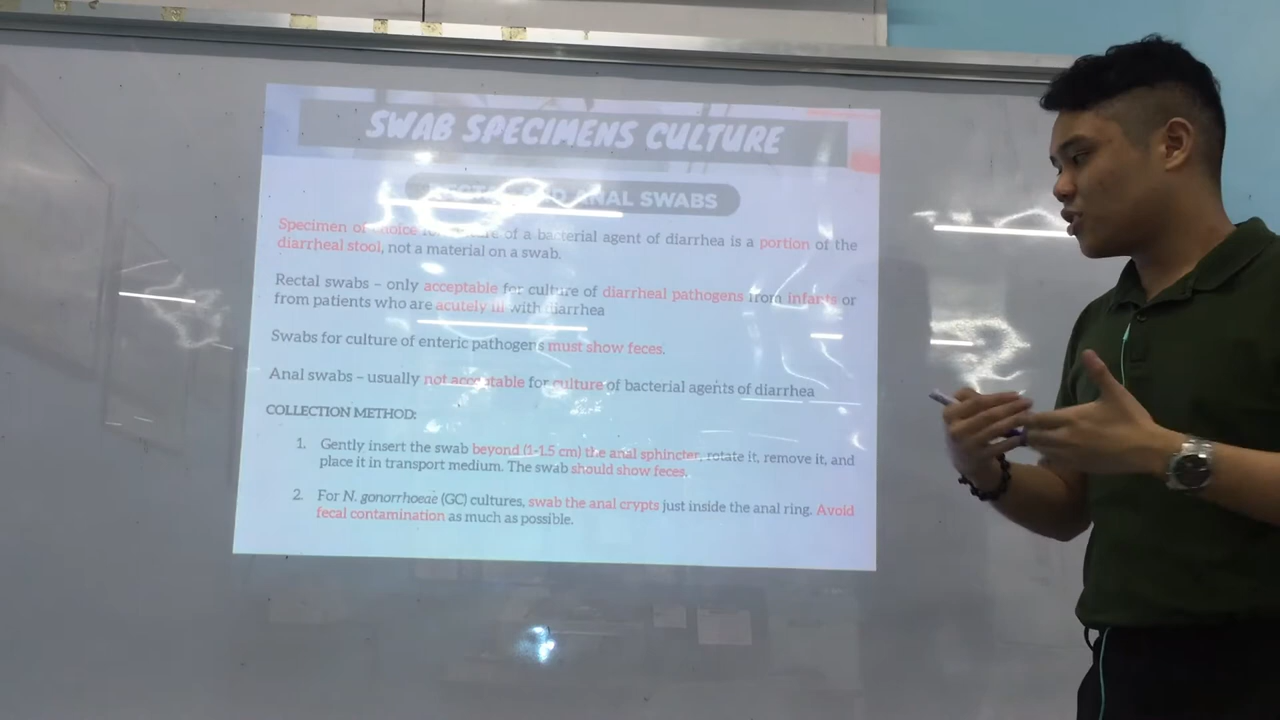 SWAB SPECIMENS CULTURE
AND ANAL SWABS
Specimen of choice of a bacterial agent of diarrhea is a portion of the
diarrheal stool, not a material on a swab.
Rectal swabs – only acceptable for culture of diarrheal pathogens from infants or
from patients who are acutely ill with diarrhea
Swabs for culture of enteric pathogens must show feces.
Anal swabs – usually not acceptable for culture of bacterial agents of diarrhea
COLLECTION METHOD:
1. Gently insert the swab beyond (1-1.5 cm) the anal sphincter, rotate it, remove it, and
place it in transport medium. The swab should show feces.
2. For N. gonorrhoeae (GC) cultures, swab the anal crypts just inside the anal ring. Avoid
fecal contamination as much as possible.